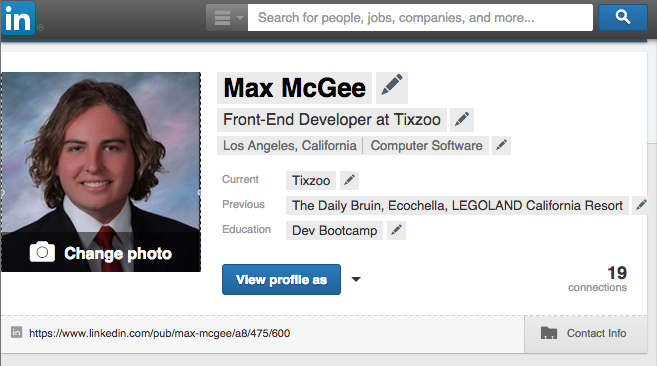 in ®
Search for people, jobs, companies, and more...
Max McGee
Front-End Developer at Tixzoo
Los Angeles, California | Computer Software
Current Tixzoo
Previous The Daily Bruin, Ecochella, LEGOLAND California Resort
Education Dev Bootcamp
Change photo
View profile as
19
connections
in https://www.linkedin.com/pub/max-mcgee/a8/475/600
Contact Info